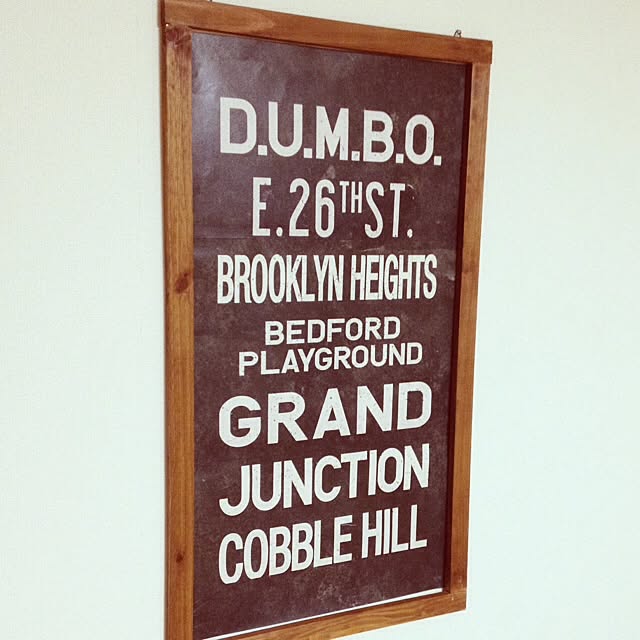 D.U.M.B.O.
E. 26TH ST.
BROOKLYN HEIGHTS
BEDFORD
PLAYGROUND
GRAND
JUNCTION
COBBLE HILL